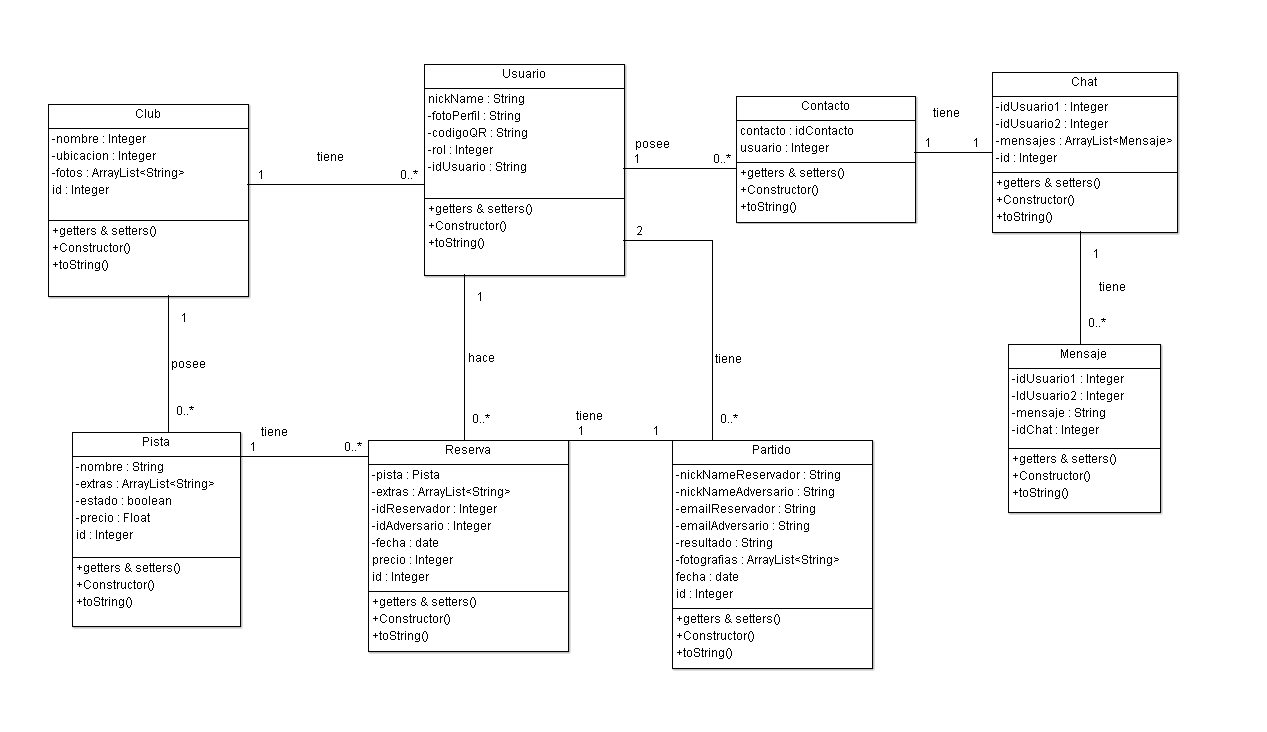 Club
-nombre : Integer
-ubicacion : Integer
-fotos : ArrayList<String>
id : Integer
+getters & setters()
+Constructor()
+toString()
1
tiene
0..*
Usuario
nickName : String
-fotoPerfil : String
-codigoQR : String
-rol : Integer
-idUsuario : String
+getters & setters()
+Constructor()
+toString()
posee
1
0..*
Contacto
contacto : idContacto
usuario : Integer
+getters & setters()
+Constructor()
+toString()
tiene
1
1
Chat
-idUsuario1 : Integer
-idUsuario2 : Integer
-mensajes : ArrayList<Mensaje>
-id : Integer
+getters & setters()
+Constructor()
+toString()
1
tiene
0..*
Mensaje
-idUsuario1 : Integer
-IdUsuario2 : Integer
-mensaje : String
-idChat : Integer
+getters & setters()
+Constructor()
+toString()
1
posee
0..*
1
hace
0..*
2
tiene
0..*
Pista
-nombre : String
-extras : ArrayList<String>
-estado : boolean
-precio : Float
id : Integer
+getters & setters()
+Constructor()
+toString()
tiene
1
0..*
Reserva
-pista : Pista
-extras : ArrayList<String>
-idReservador : Integer
-idAdversario : Integer
-fecha : date
precio : Integer
id : Integer
+getters & setters()
+Constructor()
+toString()
tiene
1
1
Partido
-nickNameReservador : String
-nickNameAdversario : String
-emailReservador : String
-emailAdversario : String
-resultado : String
-fotografias : ArrayList<String>
fecha : date
id : Integer
+getters & setters()
+Constructor()
+toString()